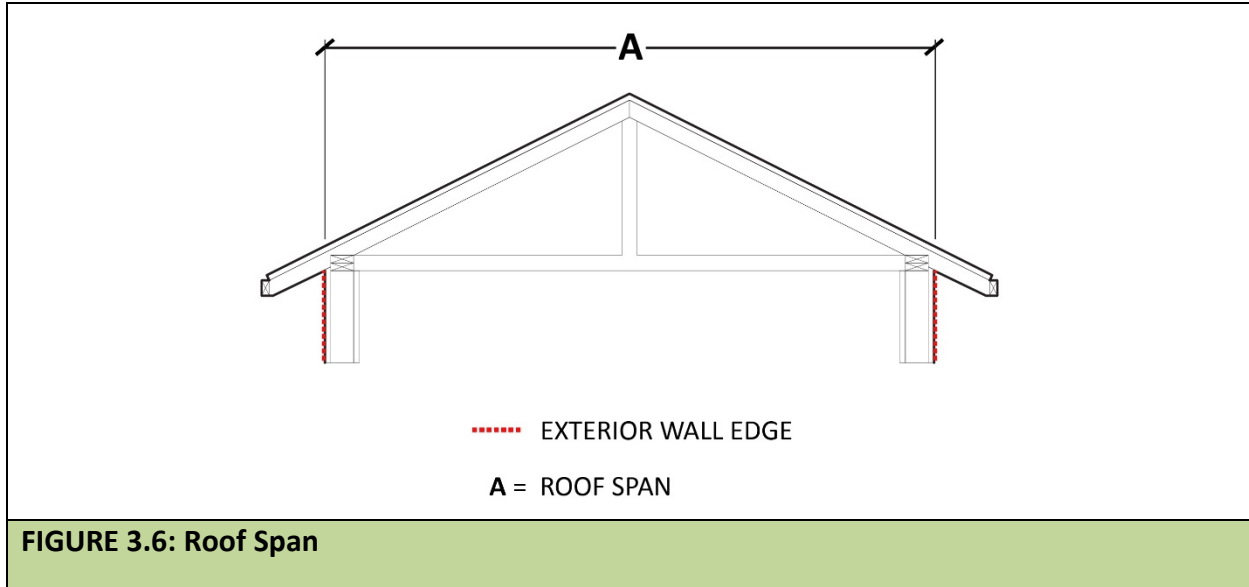 A
EXTERIOR WALL EDGE
A = ROOF SPAN
FIGURE 3.6: Roof Span